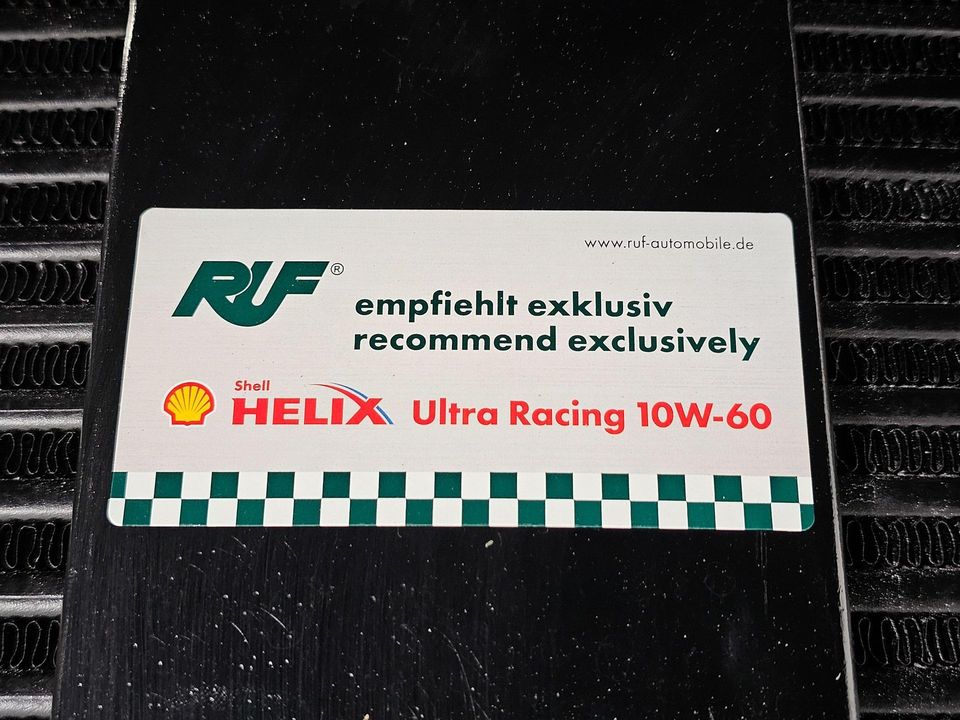 www.ruf-automobile.de
RUF®
empfiehlt exklusiv
recommend exclusively
Shell
HELIX Ultra Racing 10W-60